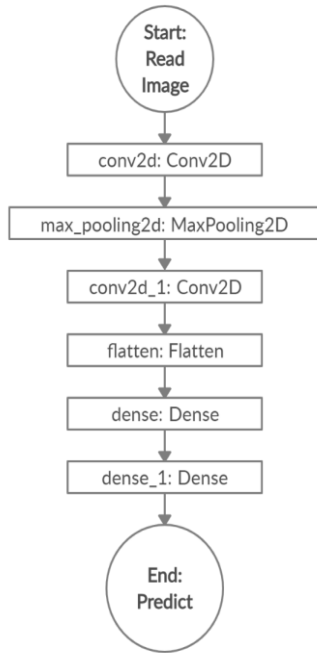 Start:
Read
Image
conv2d: Conv2D
max_pooling2d: MaxPooling2D
conv2d_1: Conv2D
flatten: Flatten
dense: Dense
dense_1: Dense
End:
Predict